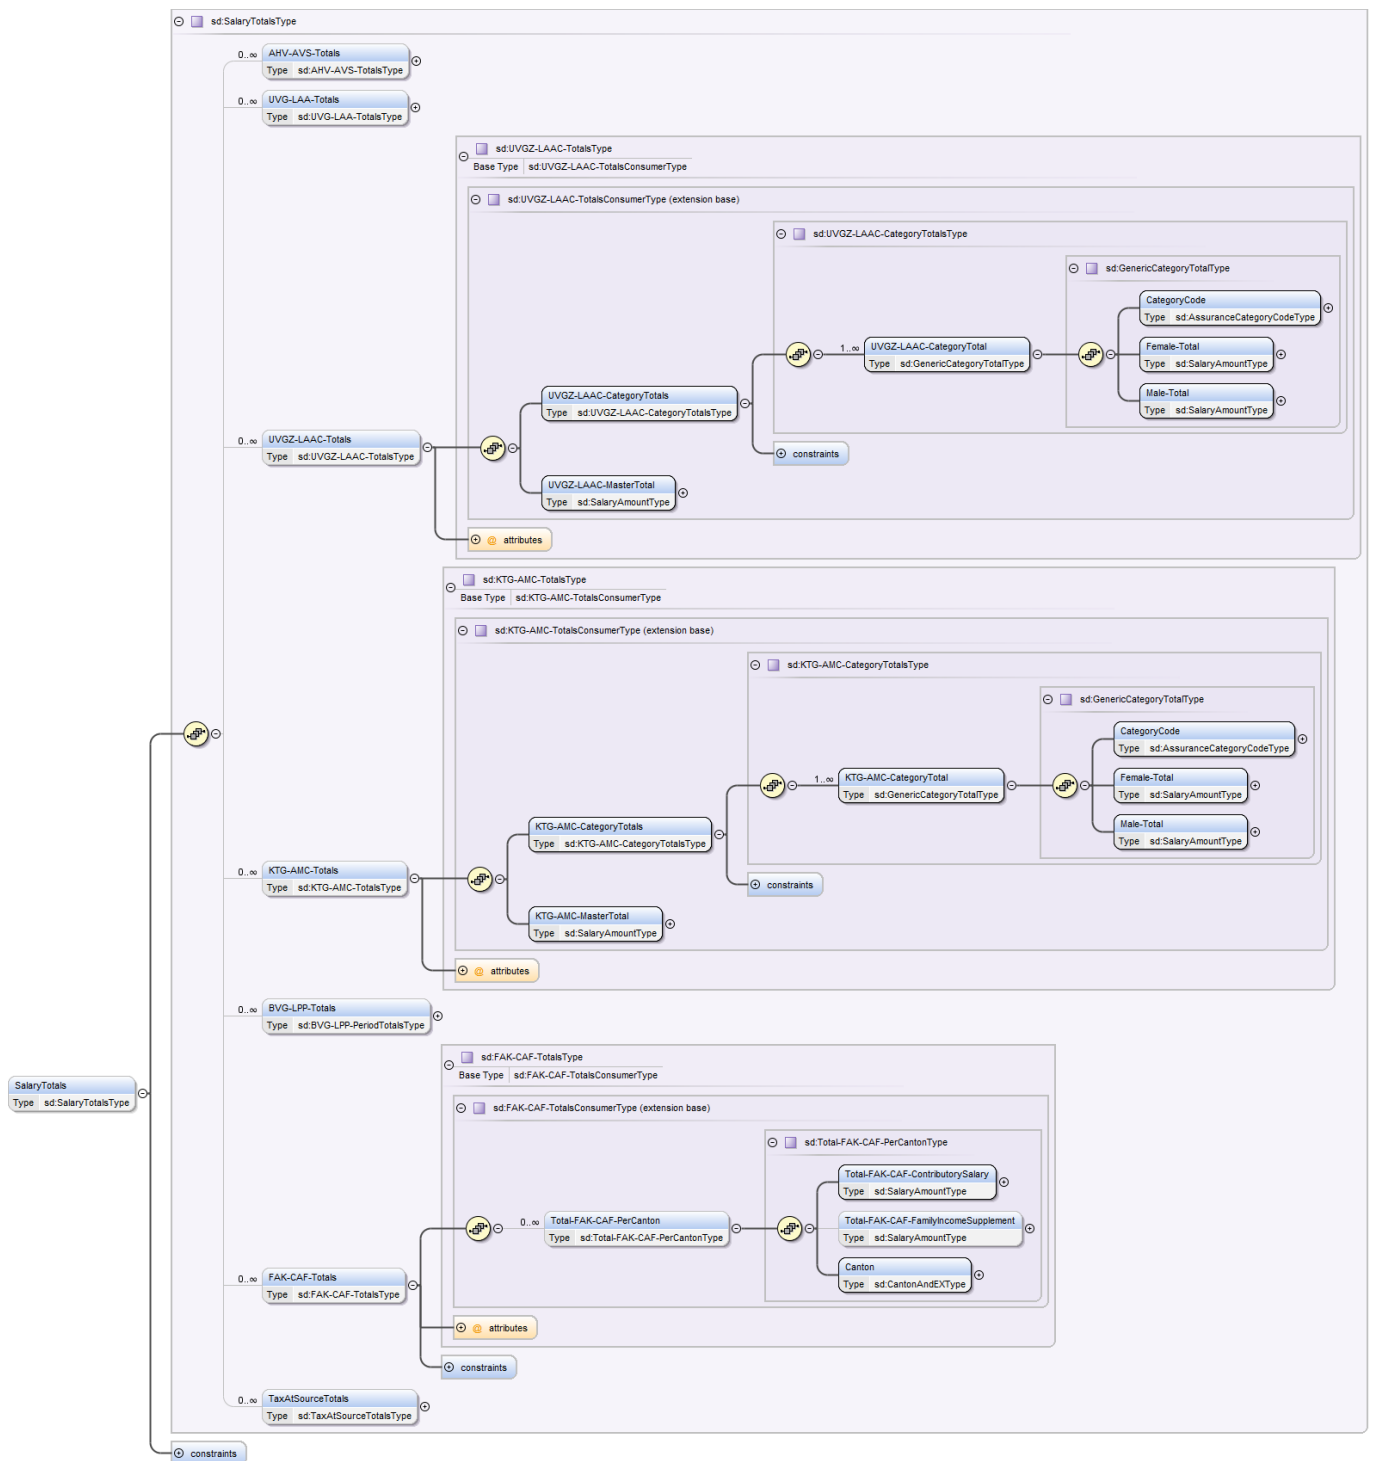 sd:SalaryTotalsType
0..∞
AHV-AVS-Totals
Type sd:AHV-AVS-TotalsType
0..∞
UVG-LAA-Totals
Type sd:UVG-LAA-TotalsType
sd:UVGZ-LAAC-TotalsType
Base Type sd:UVGZ-LAAC-TotalsConsumerType
sd:UVGZ-LAAC-TotalsConsumerType (extension base)
sd:UVGZ-LAAC-CategoryTotalsType
sd:GenericCategoryTotalType
CategoryCode
Type sd:AssuranceCategoryCodeType
1..∞
UVGZ-LAAC-CategoryTotal
Type sd:GenericCategoryTotalType
Female-Total
Type sd:SalaryAmountType
Male-Total
Type sd:SalaryAmountType
UVGZ-LAAC-CategoryTotals
Type sd:UVGZ-LAAC-CategoryTotalsType
0..∞
UVGZ-LAAC-Totals
Type sd:UVGZ-LAAC-TotalsType
constraints
UVGZ-LAAC-MasterTotal
Type sd:SalaryAmountType
@ attributes
sd:KTG-AMC-TotalsType
Base Type sd:KTG-AMC-TotalsConsumerType
sd:KTG-AMC-TotalsConsumerType (extension base)
sd:KTG-AMC-CategoryTotalsType
sd:GenericCategoryTotalType
CategoryCode
Type sd:AssuranceCategoryCodeType
1..∞
KTG-AMC-CategoryTotal
Type sd:GenericCategoryTotalType
Female-Total
Type sd:SalaryAmountType
Male-Total
Type sd:SalaryAmountType
KTG-AMC-CategoryTotals
Type sd:KTG-AMC-CategoryTotalsType
0..∞
KTG-AMC-Totals
Type sd:KTG-AMC-TotalsType
constraints
KTG-AMC-MasterTotal
Type sd:SalaryAmountType
@ attributes
0..∞
BVG-LPP-Totals
Type sd:BVG-LPP-PeriodTotalsType
sd:FAK-CAF-TotalsType
Base Type sd:FAK-CAF-TotalsConsumerType
SalaryTotals
Type sd:SalaryTotalsType
sd:FAK-CAF-TotalsConsumerType (extension base)
sd:Total-FAK-CAF-PerCantonType
Total-FAK-CAF-ContributorySalary
Type sd:SalaryAmountType
0..∞
Total-FAK-CAF-PerCanton
Type sd:Total-FAK-CAF-PerCantonType
Total-FAK-CAF-FamilyIncomeSupplement
Type sd:SalaryAmountType
Canton
Type sd:CantonAndEXType
0..∞
FAK-CAF-Totals
Type sd:FAK-CAF-TotalsType
@ attributes
constraints
0..∞
TaxAtSourceTotals
Type sd:TaxAtSourceTotalsType
constraints